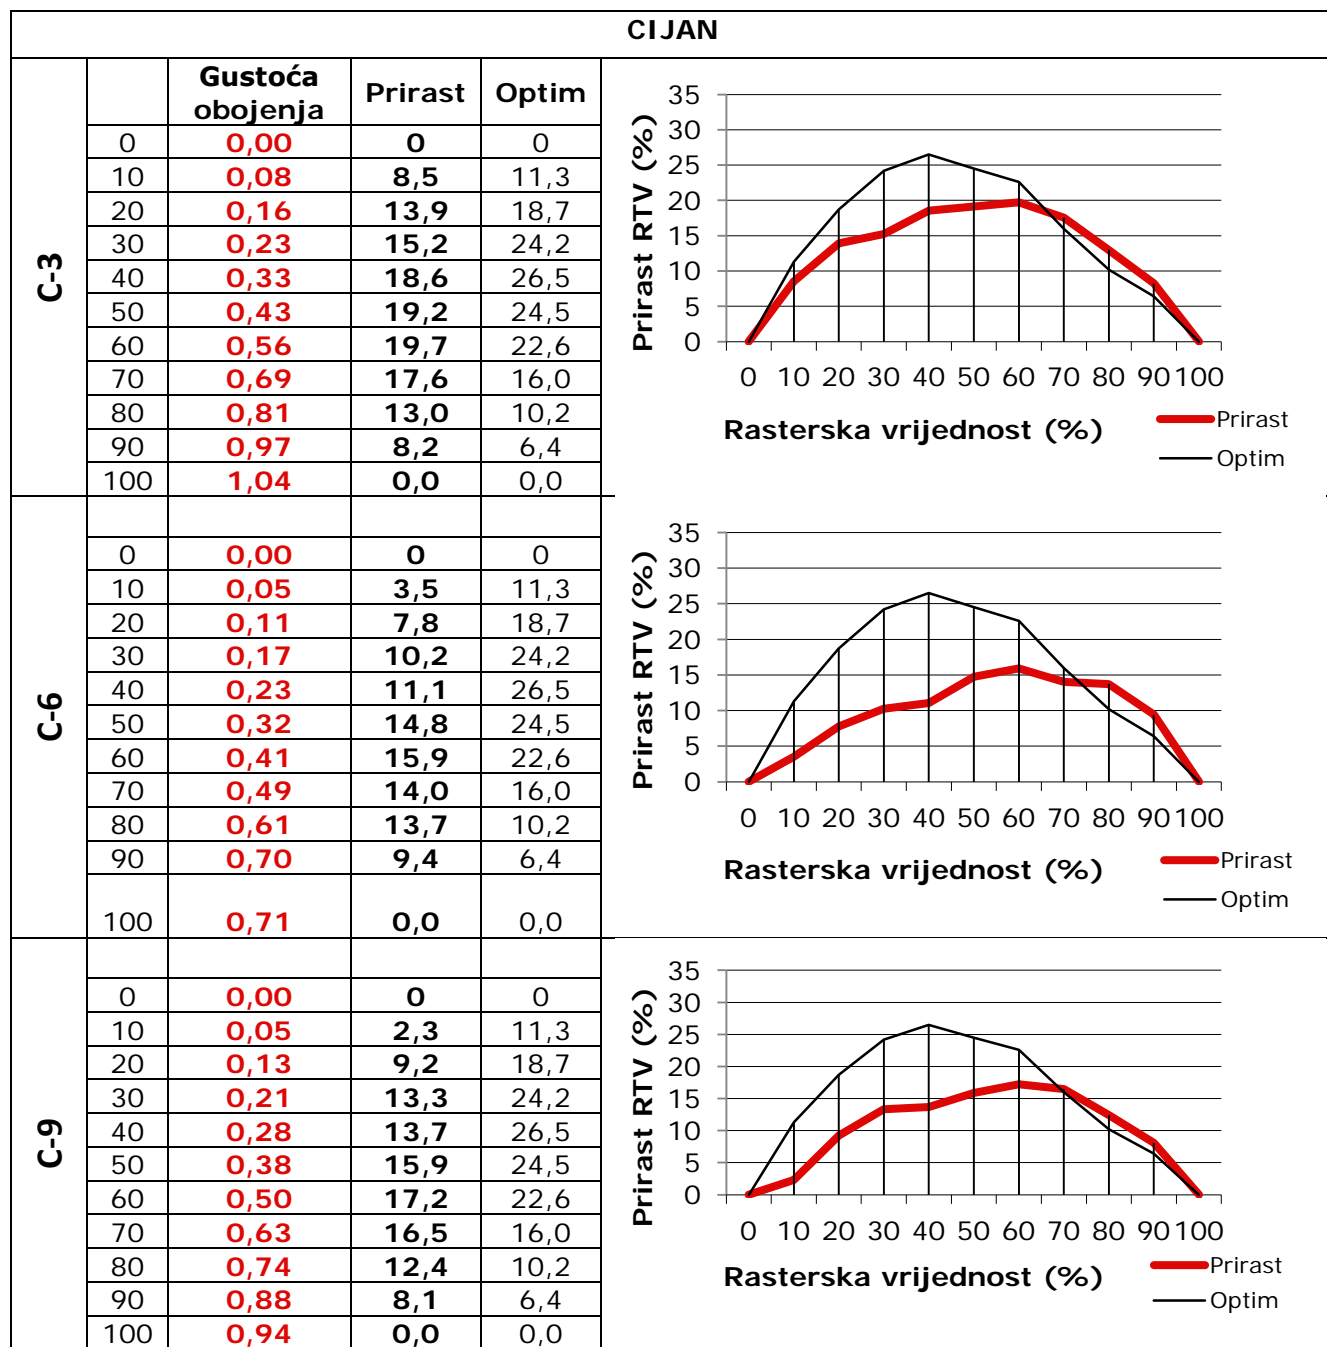 CIJAN
C-3
Gustoća obojenja Prirast Optim
0 0,00 0 0
10 0,08 8,5 11,3
20 0,16 13,9 18,7
30 0,23 15,2 24,2
40 0,33 18,6 26,5
50 0,43 19,2 24,5
60 0,56 19,7 22,6
70 0,69 17,6 16,0
80 0,81 13,0 10,2
90 0,97 8,2 6,4
100 1,04 0,0 0,0
Prirast RTV (%)
35
30
25
20
15
10
5
0
0 10 20 30 40 50 60 70 80 90 100
Rasterska vrijednost (%)
Prirast
Optim
C-6
0 0,00 0 0
10 0,05 3,5 11,3
20 0,11 7,8 18,7
30 0,17 10,2 24,2
40 0,23 11,1 26,5
50 0,32 14,8 24,5
60 0,41 15,9 22,6
70 0,49 14,0 16,0
80 0,61 13,7 10,2
90 0,70 9,4 6,4
100 0,71 0,0 0,0
Prirast RTV (%)
35
30
25
20
15
10
5
0
0 10 20 30 40 50 60 70 80 90 100
Rasterska vrijednost (%)
Prirast
Optim
C-9
0 0,00 0 0
10 0,05 2,3 11,3
20 0,13 9,2 18,7
30 0,21 13,3 24,2
40 0,28 13,7 26,5
50 0,38 15,9 24,5
60 0,50 17,2 22,6
70 0,63 16,5 16,0
80 0,74 12,4 10,2
90 0,88 8,1 6,4
100 0,94 0,0 0,0
Prirast RTV (%)
35
30
25
20
15
10
5
0
0 10 20 30 40 50 60 70 80 90 100
Rasterska vrijednost (%)
Prirast
Optim